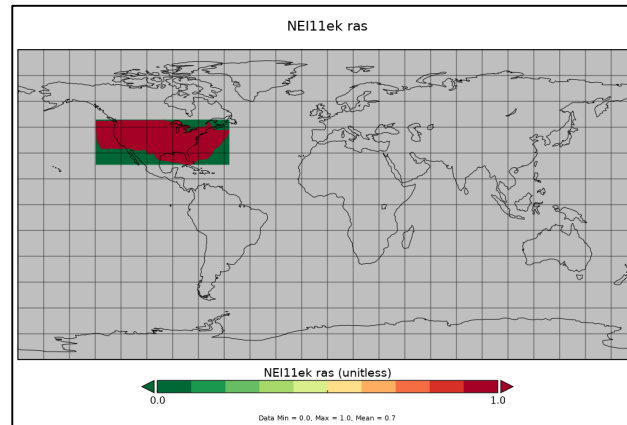 NEI11ek ras
NEI11ek ras (unitless)
0.0 1.0
Data Min = 0.0, Max = 1.0, Mean = 0.7